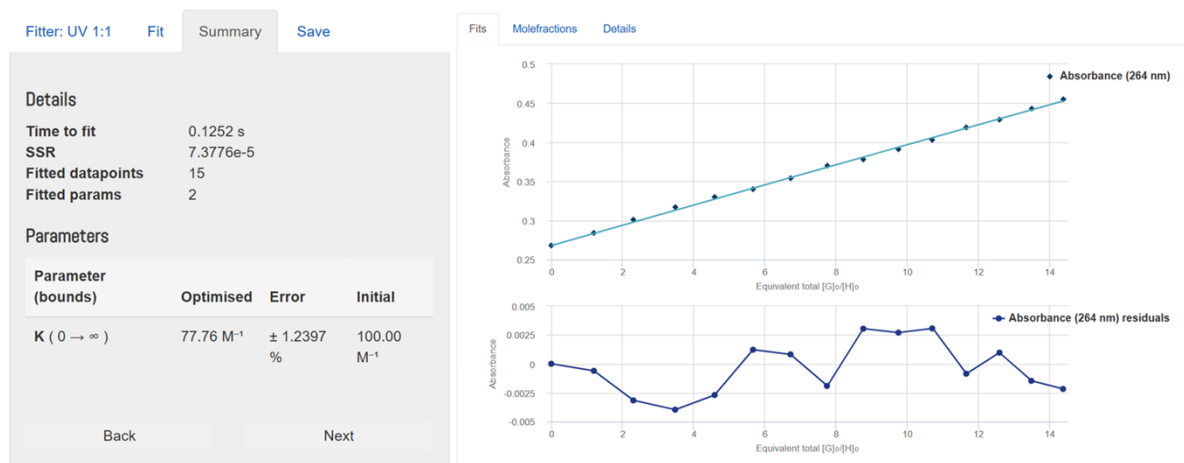 Fitter: UV 1:1 Fit Summary Save
Details
Time to fit 0.1252 s
SSR 7.3776e-5
Fitted datapoints 15
Fitted params 2
Parameters
Parameter (bounds) Optimised Error Initial
K ( 0 → ∞ ) 77.76 M⁻¹ ± 1.2397 % 100.00 M⁻¹
Back Next
Fits Molefractions Details
Absorbance (264 nm)
0.5
0.45
0.4
0.35
0.3
0.25
Absorbance
0 2 4 6 8 10 12 14
Equivalent total [G]₀/[H]₀
Absorbance (264 nm) residuals
0.005
0.0025
0
-0.0025
-0.005
Absorbance
0 2 4 6 8 10 12 14
Equivalent total [G]₀/[H]₀